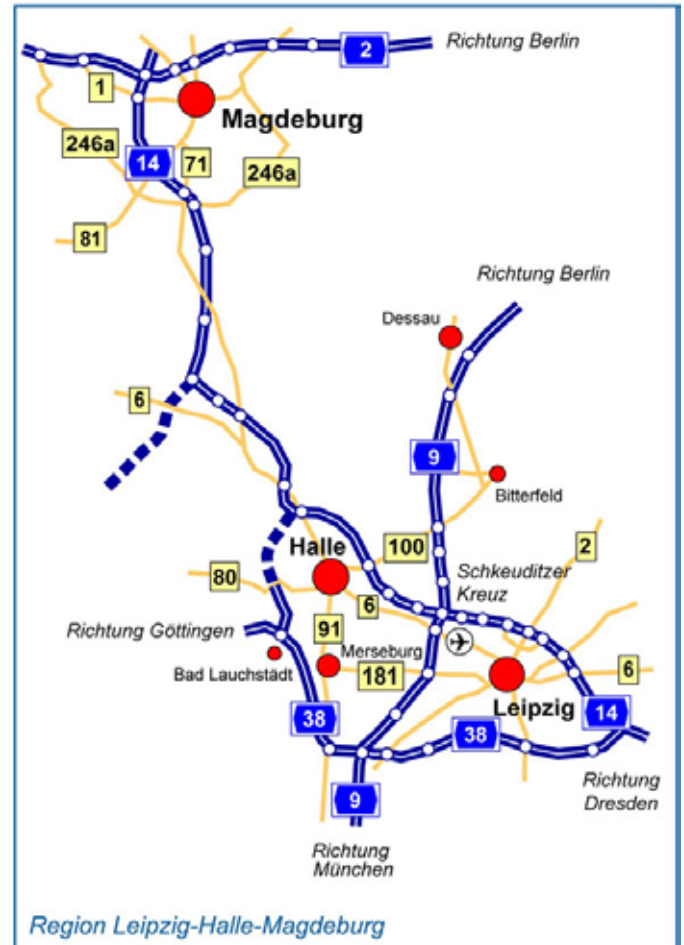 2
Richtung Berlin
1
Magdeburg
246a
14
71
246a
81
Richtung Berlin
Dessau
6
9
Bitterfeld
Halle
100
2
Schkeuditzer
Kreuz
80
6
Richtung Göttingen
91
Merseburg
Bad Lauchstädt
181
6
Leipzig
14
38
38
Richtung
Dresden
9
Richtung
München
Region Leipzig-Halle-Magdeburg